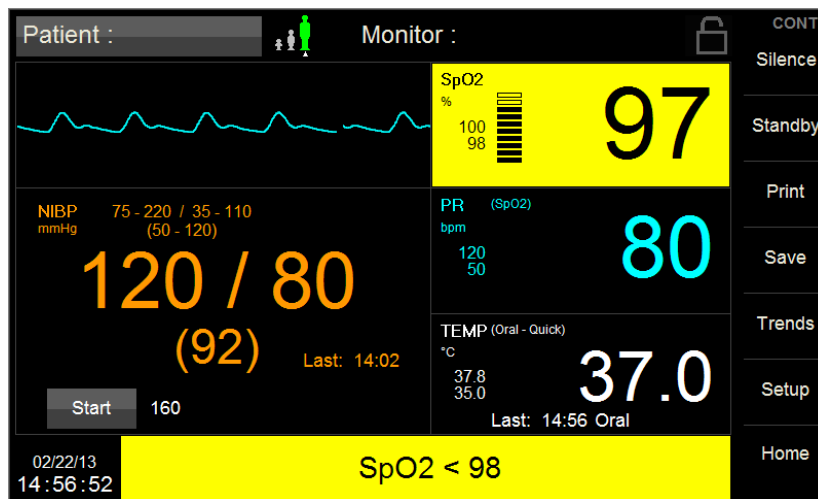 Patient :
Monitor :
CONT
Silence
Standby
Print
Save
Trends
Setup
Home
SpO2
%
100
98
97
NIBP 75 - 220 / 35 - 110
mmHg (50 - 120)
120 / 80
(92) Last: 14:02
Start 160
PR (SpO2)
bpm
120
50
80
TEMP (Oral - Quick)
°C
37.8
35.0
37.0
Last: 14:56 Oral
02/22/13
14:56:52
SpO2 < 98